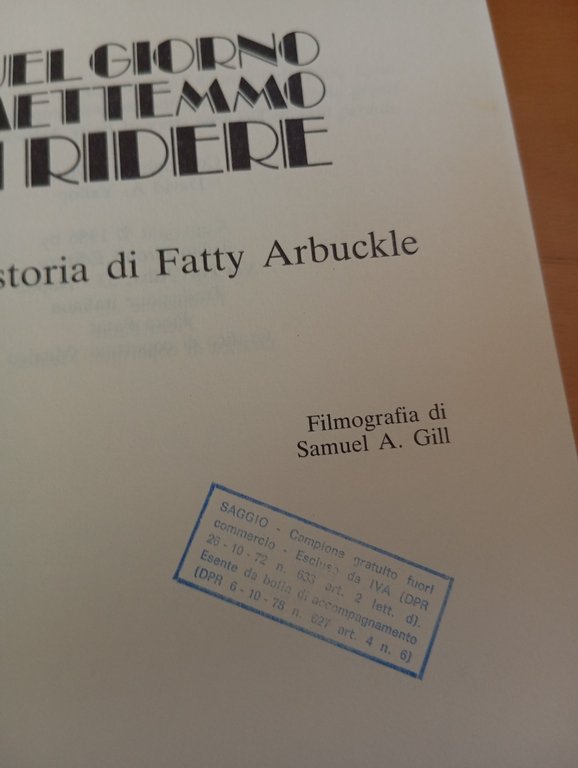 UEL GIORNO
METTEMMO
I RIDERE
storia di Fatty Arbuckle
Filmografia di
Samuel A. Gill
SAGGIO - Campione gratuito fuori
commercio - Escluso da IVA (DPR
26 - 10 - 72 n. 633 art. 2 lett. d).
Esente da bolla di accompagnamento
(DPR 6 - 10 - 78 n. 627 art. 4 n. 6)